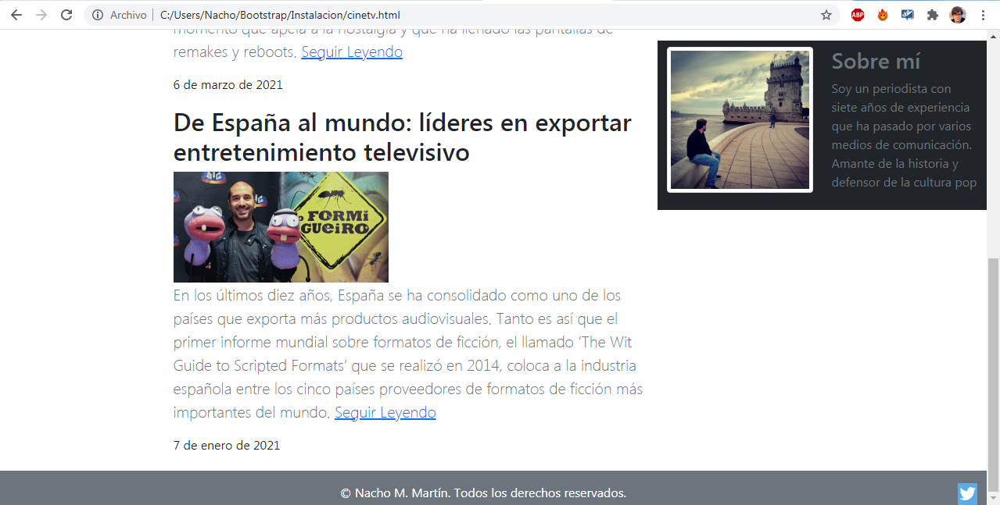 Archivo | C:/Users/Nacho/Bootstrap/Instalacion/cinetv.html
ABP
momento que apela a la nostalgia y que ha llenado las pantallas de
remakes y reboots. Seguir Leyendo
6 de marzo de 2021
De España al mundo: líderes en exportar
entretenimiento televisivo
FORMi
GUEiRO
En los últimos diez años, España se ha consolidado como uno de los
países que exporta más productos audiovisuales. Tanto es así que el
primer informe mundial sobre formatos de ficción, el llamado ‘The Wit
Guide to Scripted Formats’ que se realizó en 2014, coloca a la industria
española entre los cinco países proveedores de formatos de ficción más
importantes del mundo. Seguir Leyendo
7 de enero de 2021
Sobre mí
Soy un periodista con
siete años de experiencia
que ha pasado por varios
medios de comunicación.
Amante de la historia y
defensor de la cultura pop
© Nacho M. Martín. Todos los derechos reservados.